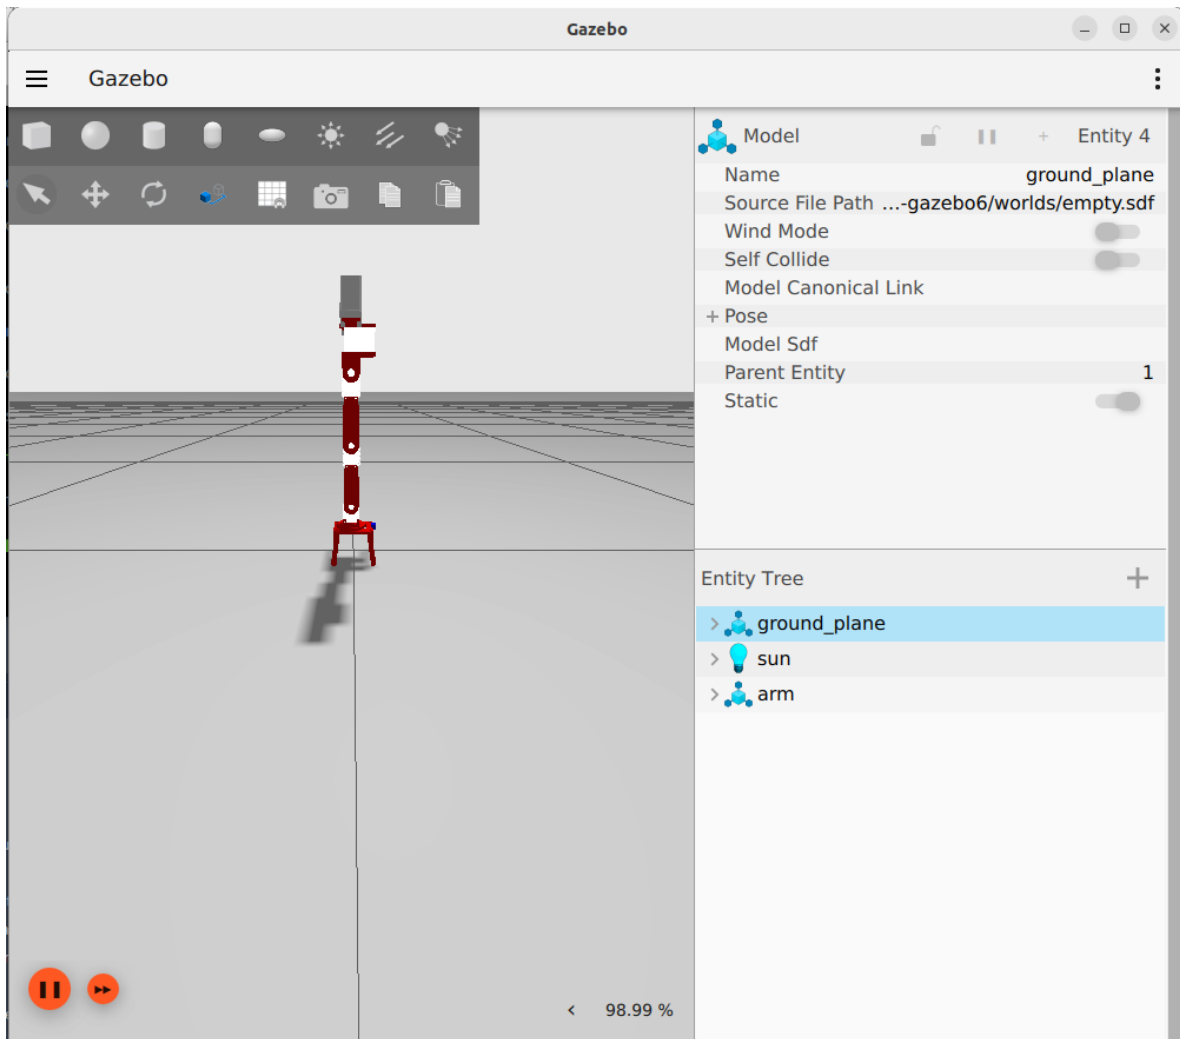 Gazebo
Gazebo
Model
Entity 4
Name ground_plane
Source File Path ...-gazebo6/worlds/empty.sdf
Wind Mode
Self Collide
Model Canonical Link
+ Pose
Model Sdf
Parent Entity 1
Static
Entity Tree
ground_plane
sun
arm
< 98.99 %